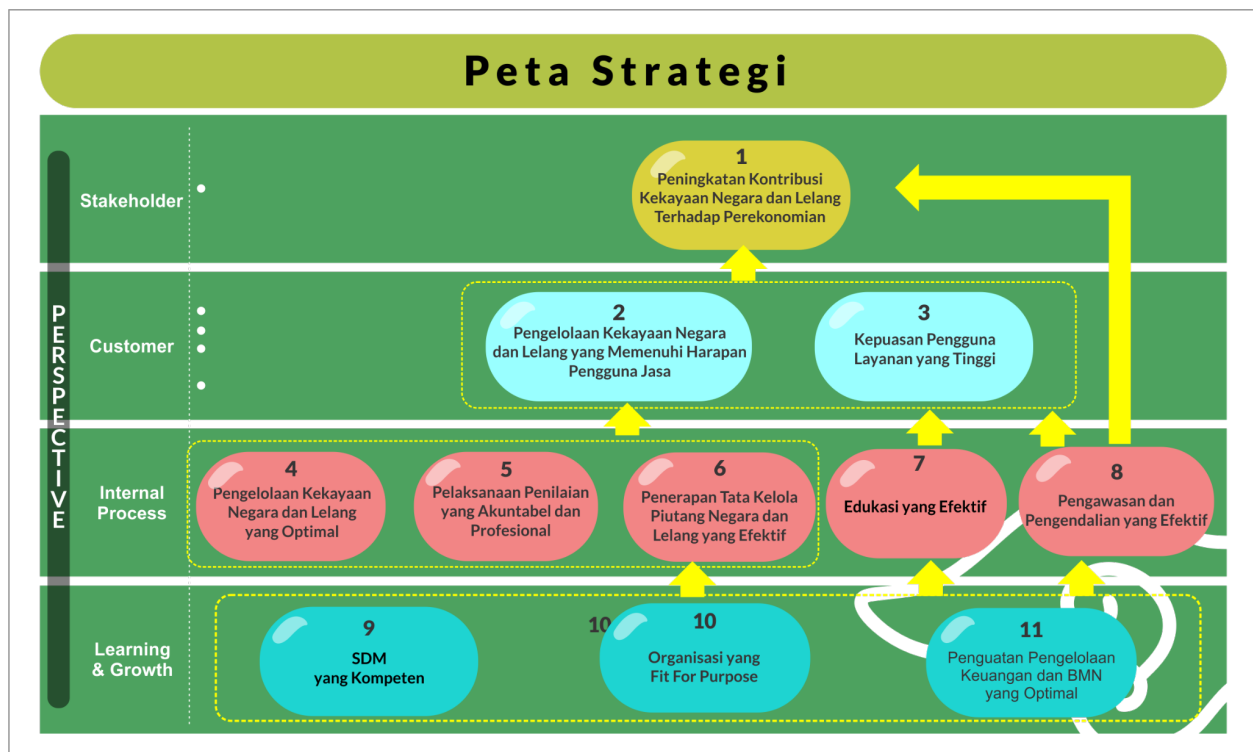 Peta Strategi
PERSPECTIVE
Stakeholder
1
Peningkatan Kontribusi
Kekayaan Negara dan Lelang
Terhadap Perekonomian
Customer
2
Pengelolaan Kekayaan Negara
dan Lelang yang Memenuhi Harapan
Pengguna Jasa
3
Kepuasan Pengguna
Layanan yang Tinggi
Internal
Process
4
Pengelolaan Kekayaan
Negara dan Lelang
yang Optimal
5
Pelaksanaan Penilaian
yang Akuntabel dan
Profesional
6
Penerapan Tata Kelola
Piutang Negara dan
Lelang yang Efektif
7
Edukasi yang Efektif
8
Pengawasan dan
Pengendalian yang Efektif
Learning
& Growth
9
SDM
yang Kompeten
10
10
Organisasi yang
Fit For Purpose
11
Penguatan Pengelolaan
Keuangan dan BMN
yang Optimal